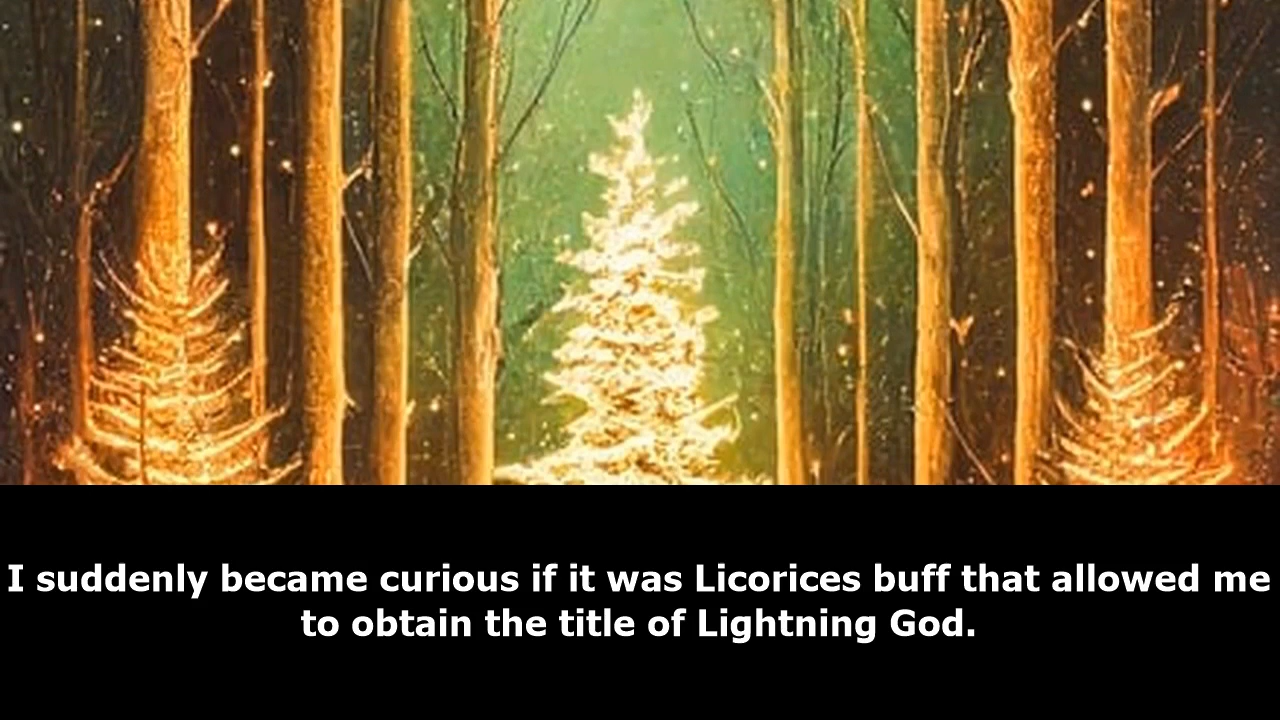 I suddenly became curious if it was Licorices buff that allowed me
to obtain the title of Lightning God.